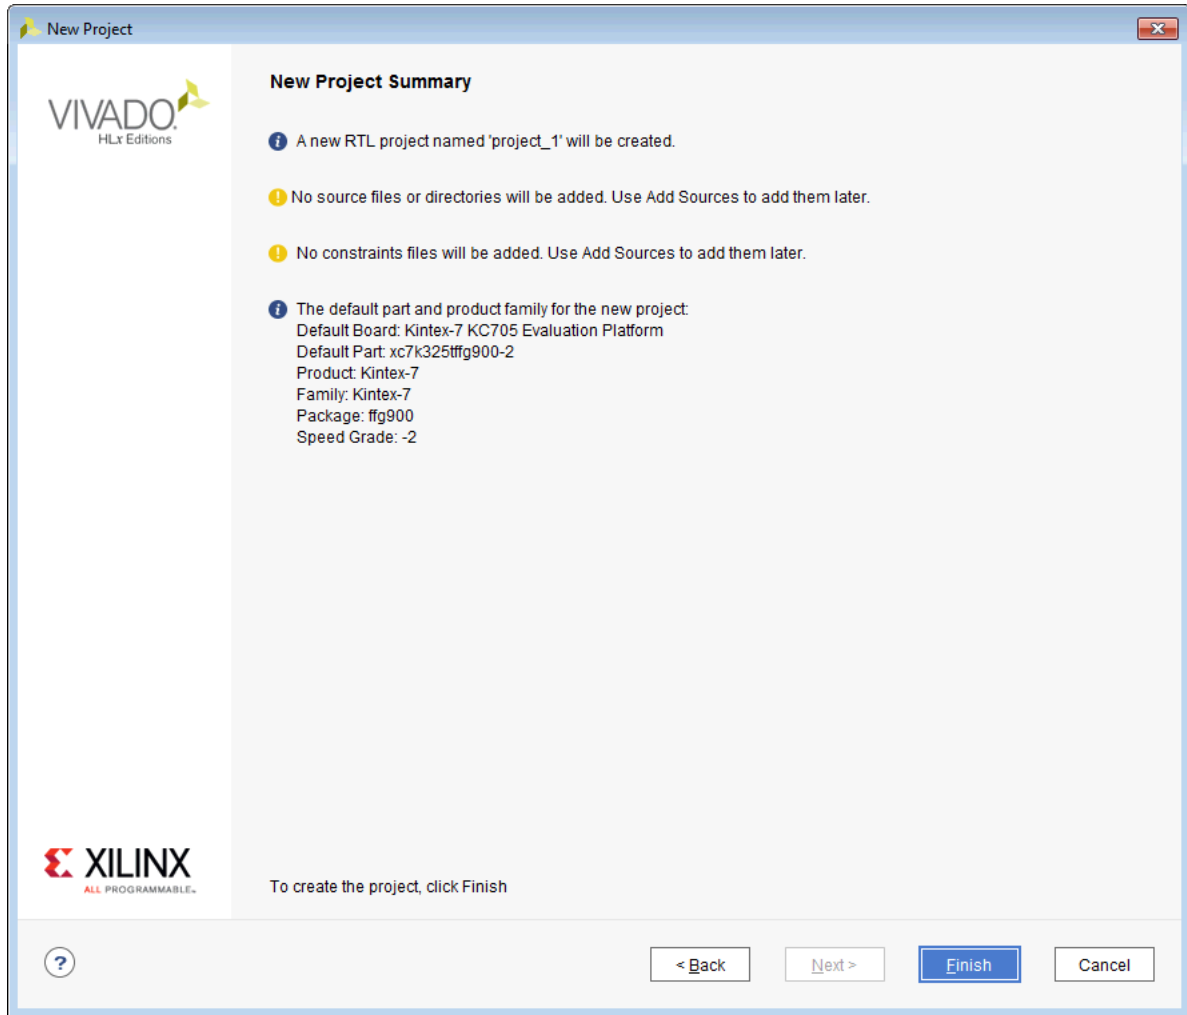 New Project
VIVADO.
HLx Editions
New Project Summary
A new RTL project named 'project_1' will be created.
No source files or directories will be added. Use Add Sources to add them later.
No constraints files will be added. Use Add Sources to add them later.
The default part and product family for the new project:
Default Board: Kintex-7 KC705 Evaluation Platform
Default Part: xc7k325tffg900-2
Product: Kintex-7
Family: Kintex-7
Package: ffg900
Speed Grade: -2
XILINX
ALL PROGRAMMABLE™
To create the project, click Finish
?
< Back
Next >
Finish
Cancel